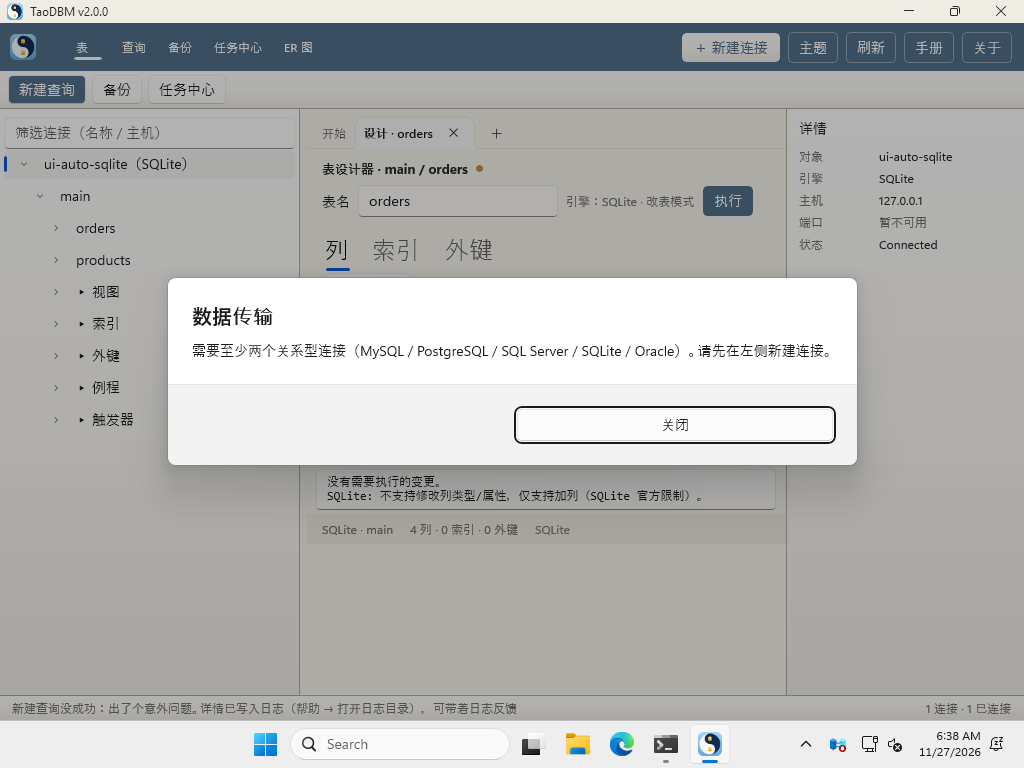 TaoDBM v2.0.0
表
查询
备份
任务中心
ER 图
+ 新建连接
主题
刷新
手册
关于
新建查询
备份
任务中心
筛选连接（名称 / 主机）
ui-auto-sqlite（SQLite）
main
orders
products
视图
索引
外键
例程
触发器
开始
设计 · orders
表设计器 · main / orders
表名
orders
引擎：SQLite · 改表模式
执行
列
索引
外键
详情
对象 ui-auto-sqlite
引擎 SQLite
主机 127.0.0.1
端口 暂不可用
状态 Connected
数据传输
需要至少两个关系型连接（MySQL / PostgreSQL / SQL Server / SQLite / Oracle）。请先在左侧新建连接。
关闭
没有需要执行的变更。
SQLite: 不支持修改列类型/属性、仅支持加列（SQLite 官方限制）。
SQLite · main 4 列 · 0 索引 · 0 外键 SQLite
新建查询没成功：出了个意外问题。详情已写入日志（帮助 → 打开日志目录），可带着日志反馈
1 连接 · 1 已连接
Search
6:38 AM
11/27/2026